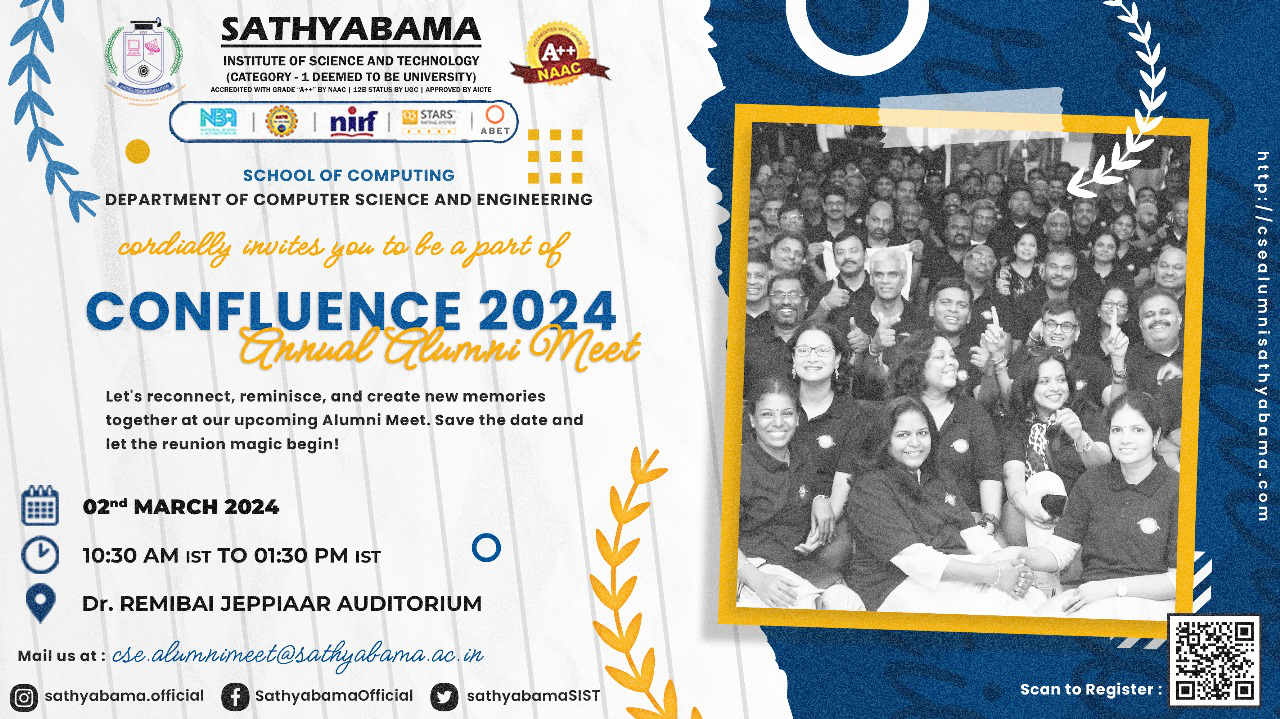 SATHYABAMA
INSTITUTE OF SCIENCE AND TECHNOLOGY
(CATEGORY - 1 DEEMED TO BE UNIVERSITY)
ACCREDITED WITH GRADE "A++" BY NAAC | 12B STATUS BY UGC | APPROVED BY AICTE
A++
NAAC
NBA
nirf
QS STARS
RATING SYSTEM
ABET
SCHOOL OF COMPUTING
DEPARTMENT OF COMPUTER SCIENCE AND ENGINEERING
cordially invites you to be a part of
CONFLUENCE 2024
Annual Alumni Meet
Let's reconnect, reminisce, and create new memories
together at our upcoming Alumni Meet. Save the date and
let the reunion magic begin!
02nd MARCH 2024
10:30 AM IST TO 01:30 PM IST
Dr. REMIBAI JEPPIAAR AUDITORIUM
Mail us at : cse.alumnimeet@sathyabama.ac.in
sathyabama.official SathyabamaOfficial sathyabamaSIST
http://csealumnisathyabama.com
Scan to Register :